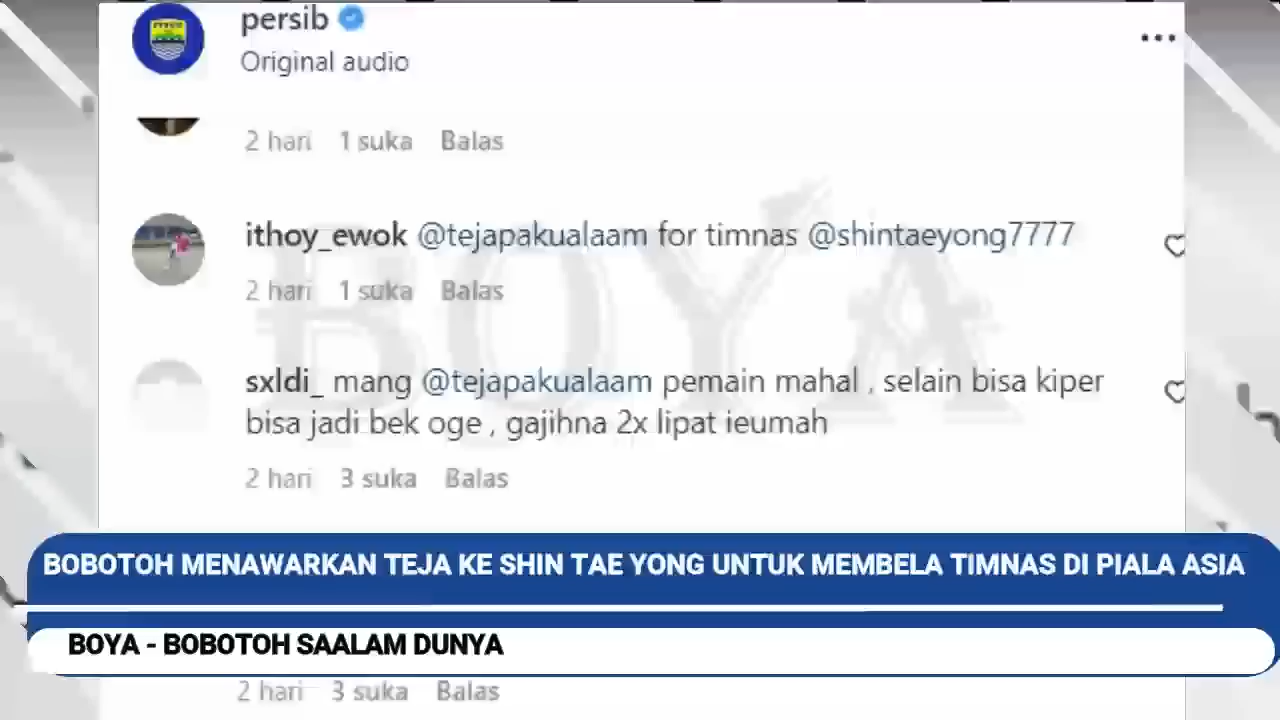 persib
Original audio
2 hari 1 suka Balas
ithoy_ewok @tejapakualaam for timnas @shintaeyong7777
2 hari 1 suka Balas
sxldi_ mang @tejapakualaam pemain mahal , selain bisa kiper
bisa jadi bek oge , gajihna 2x lipat ieumah
2 hari 3 suka Balas
BOYA
BOBOTOH MENAWARKAN TEJA KE SHIN TAE YONG UNTUK MEMBELA TIMNAS DI PIALA ASIA
BOYA - BOBOTOH SAALAM DUNYA
2 hari 3 suka Balas